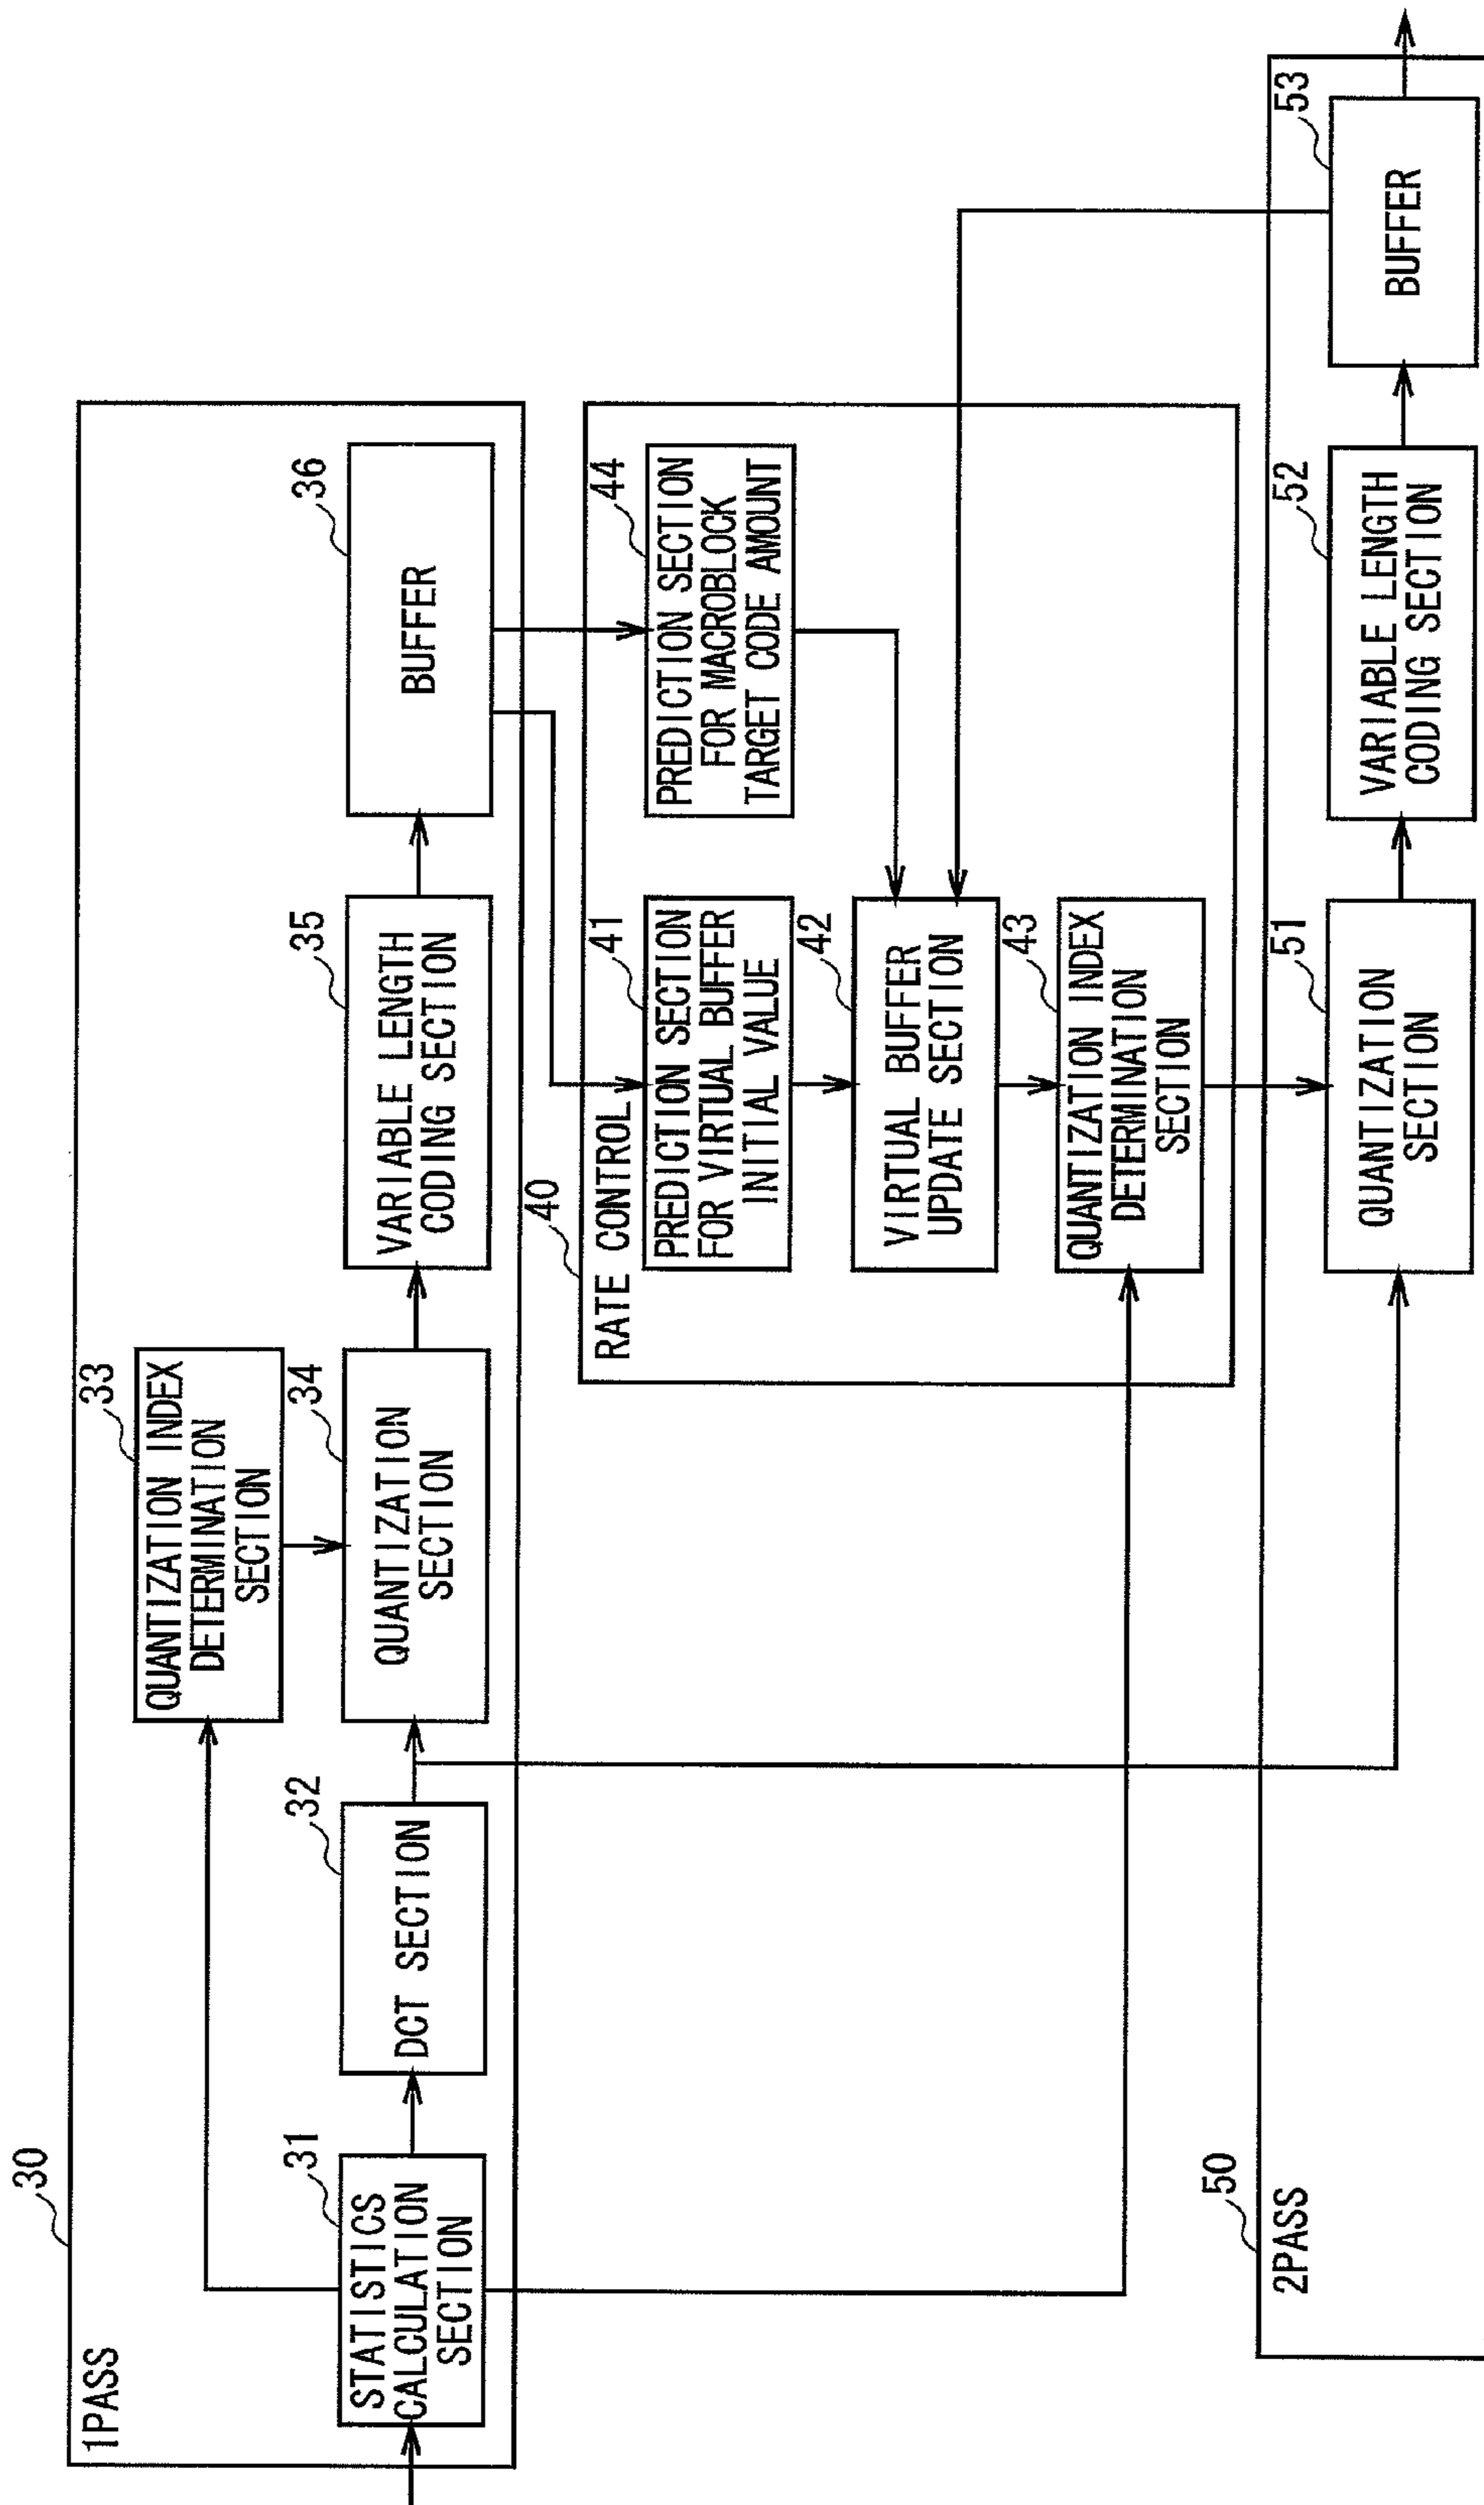 30
1PASS
31
STATISTICS
CALCULATION
SECTION
32
DCT SECTION
33
QUANTIZATION INDEX
DETERMINATION
SECTION
34
QUANTIZATION
SECTION
35
VARIABLE LENGTH
CODING SECTION
36
BUFFER
40
RATE CONTROL
41
PREDICTION SECTION
FOR VIRTUAL BUFFER
INITIAL VALUE
44
PREDICTION SECTION
FOR MACROBLOCK
TARGET CODE AMOUNT
42
VIRTUAL BUFFER
UPDATE SECTION
43
QUANTIZATION INDEX
DETERMINATION
SECTION
50
2PASS
51
QUANTIZATION
SECTION
52
VARIABLE LENGTH
CODING SECTION
53
BUFFER